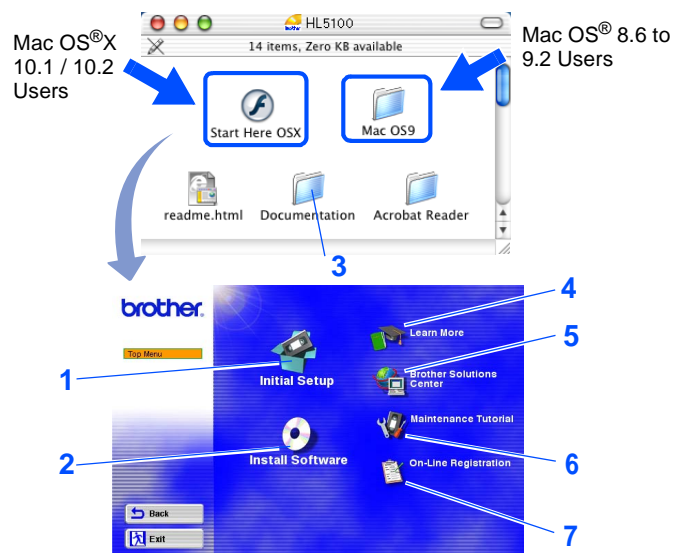 Mac OS®X
10.1 / 10.2
Users
Mac OS® 8.6 to
9.2 Users
brother HL5100
14 items, Zero KB available
Start Here OSX
Mac OS9
readme.html
Documentation
Acrobat Reader
3
brother.
Top Menu
1
Initial Setup
2
Install Software
4
Learn More
5
Brother Solutions
Center
Maintenance Tutorial
6
On-Line Registration
7
Back
Exit